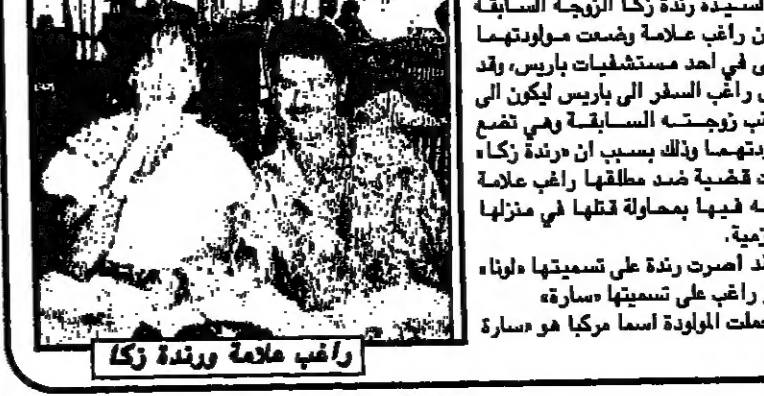 السيدة رندة زكا الزوجة السابقة
راغب علامة وضعت مولودتهما
في احد مستشفيات باريس، وقد
راغب السفر الى باريس ليكون الى
زوجته السابقة وهي تضع
وذلك بسبب ان «رندة زكا»
قضية ضد مطلقها راغب علامة
فيها بمحاولة قتلها في منزلها
اصرت رندة على تسميتها «لونا»
راغب على تسميتها «سارة»
المولودة اسما مركبا هو «سارة
راغب علامة ورندة زكا